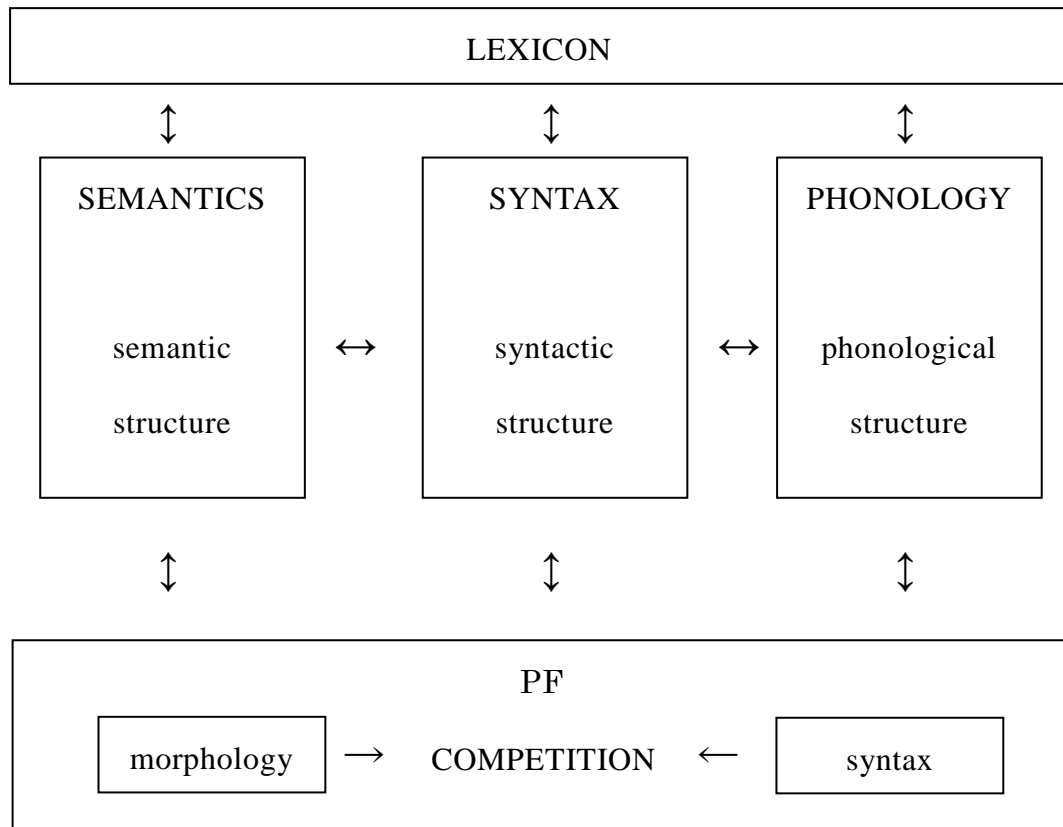 LEXICON
↕ ↕ ↕
SEMANTICS SYNTAX PHONOLOGY
semantic ↔ syntactic ↔ phonological
structure structure structure
↕ ↕ ↕
PF
morphology → COMPETITION ← syntax